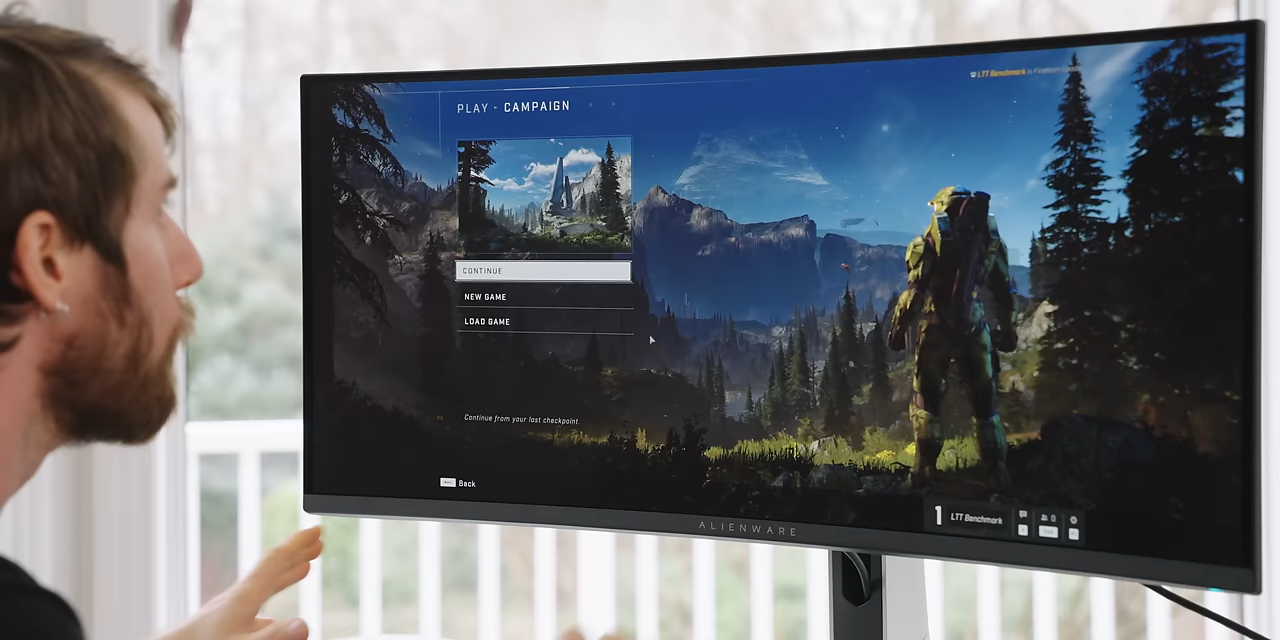 LTT Benchmark is
PLAY - CAMPAIGN
CONTINUE
NEW GAME
LOAD GAME
Continue from your last checkpoint.
Back
1 LTT Benchmark
ALIENWARE